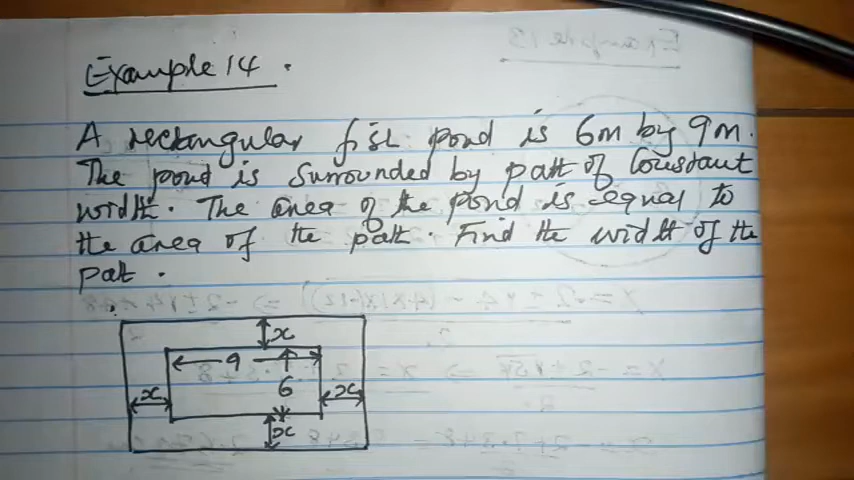 Example 14.
A rectangular fish pond is 6m by 9m.
The pond is surrounded by path of constant
width. The area of the pond is equal to
the area of the path. Find the width of the
path.
x
9
6
x
x
x